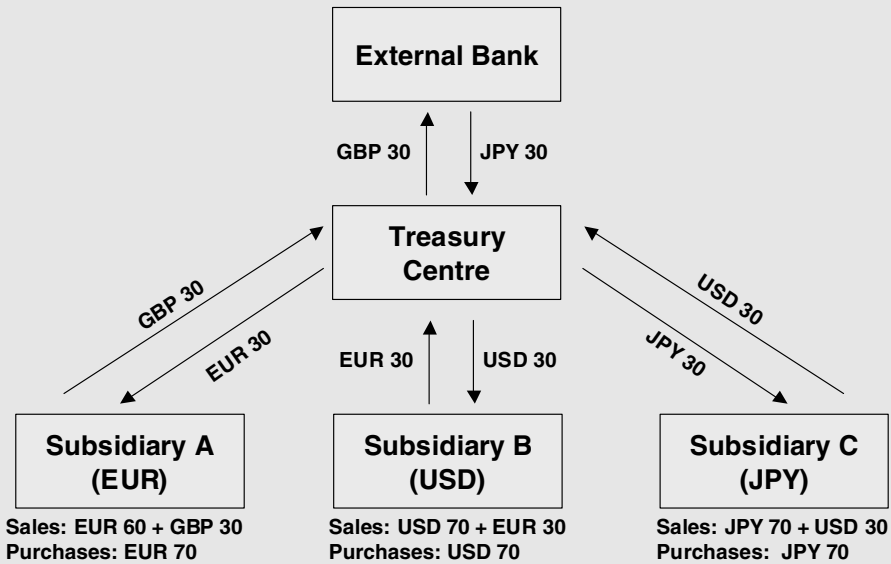 External Bank
GBP 30
JPY 30
Treasury
Centre
GBP 30
EUR 30
EUR 30
USD 30
USD 30
JPY 30
Subsidiary A
(EUR)
Subsidiary B
(USD)
Subsidiary C
(JPY)
Sales: EUR 60 + GBP 30
Purchases: EUR 70
Sales: USD 70 + EUR 30
Purchases: USD 70
Sales: JPY 70 + USD 30
Purchases: JPY 70